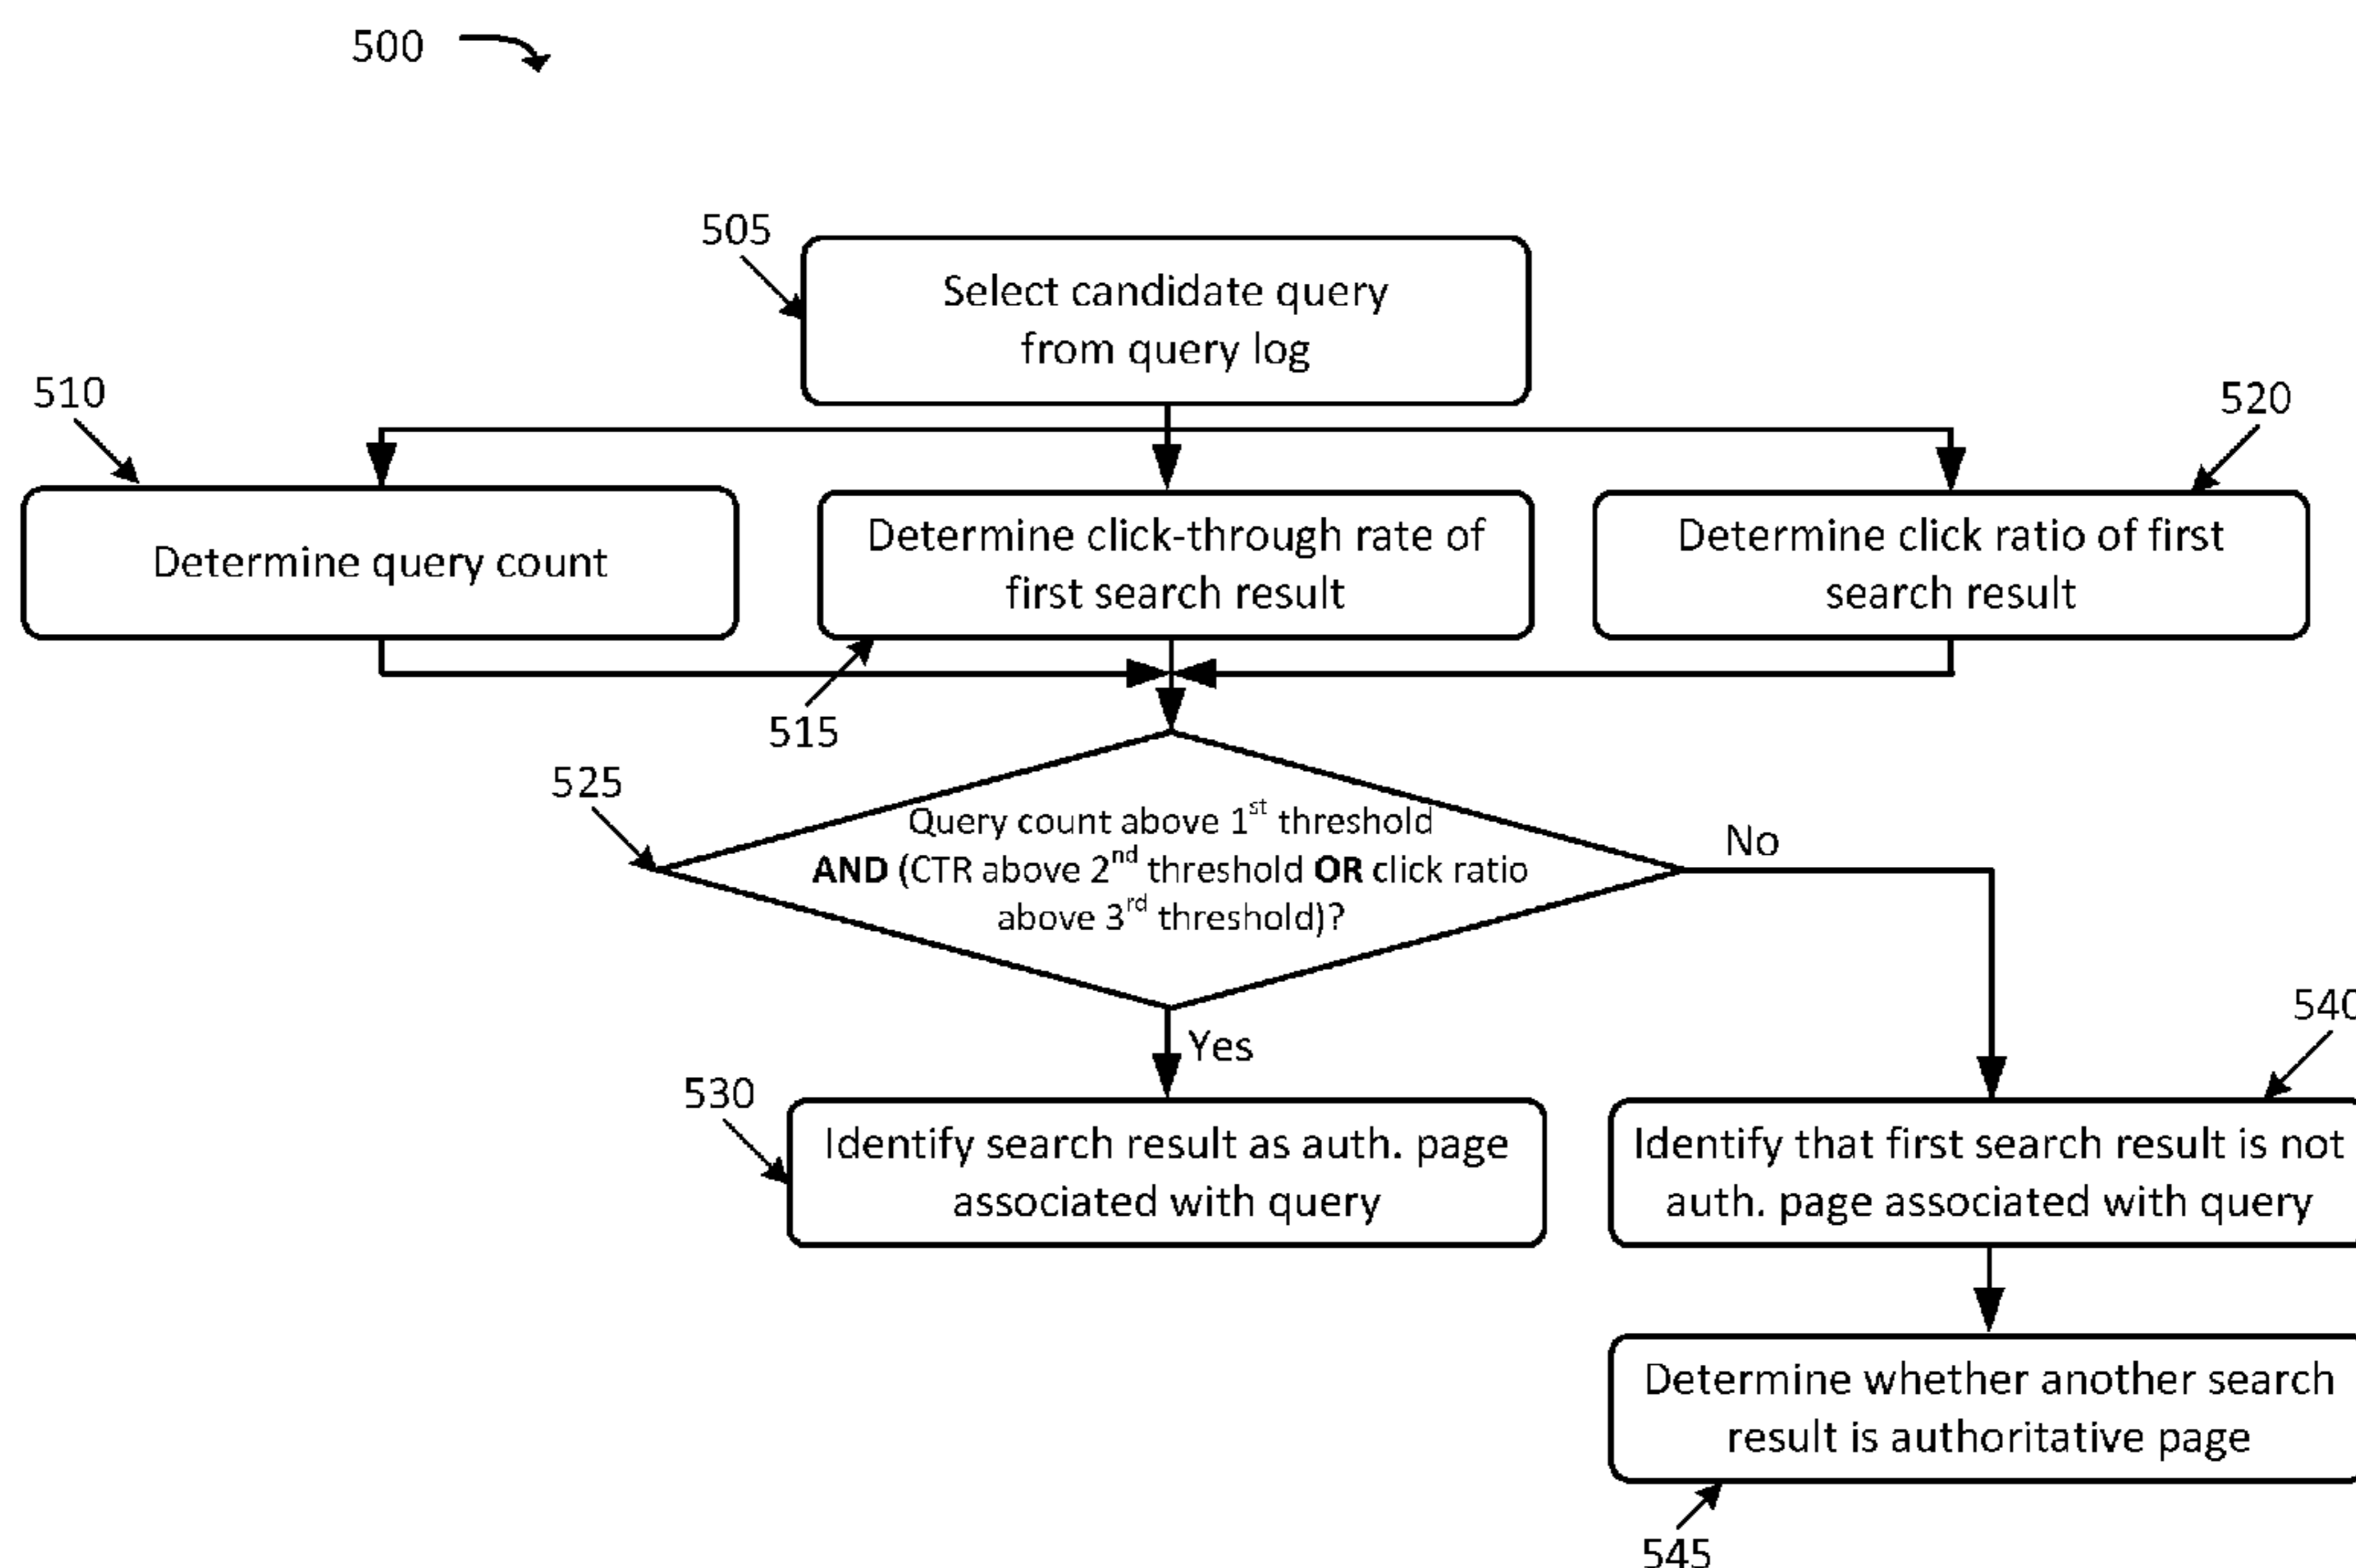 500
505
Select candidate query
from query log
510
520
Determine query count
Determine click-through rate of
first search result
Determine click ratio of first
search result
515
525
Query count above 1st threshold
AND (CTR above 2nd threshold OR click ratio
above 3rd threshold)?
No
Yes
540
530
Identify search result as auth. page
associated with query
Identify that first search result is not
auth. page associated with query
Determine whether another search
result is authoritative page
545